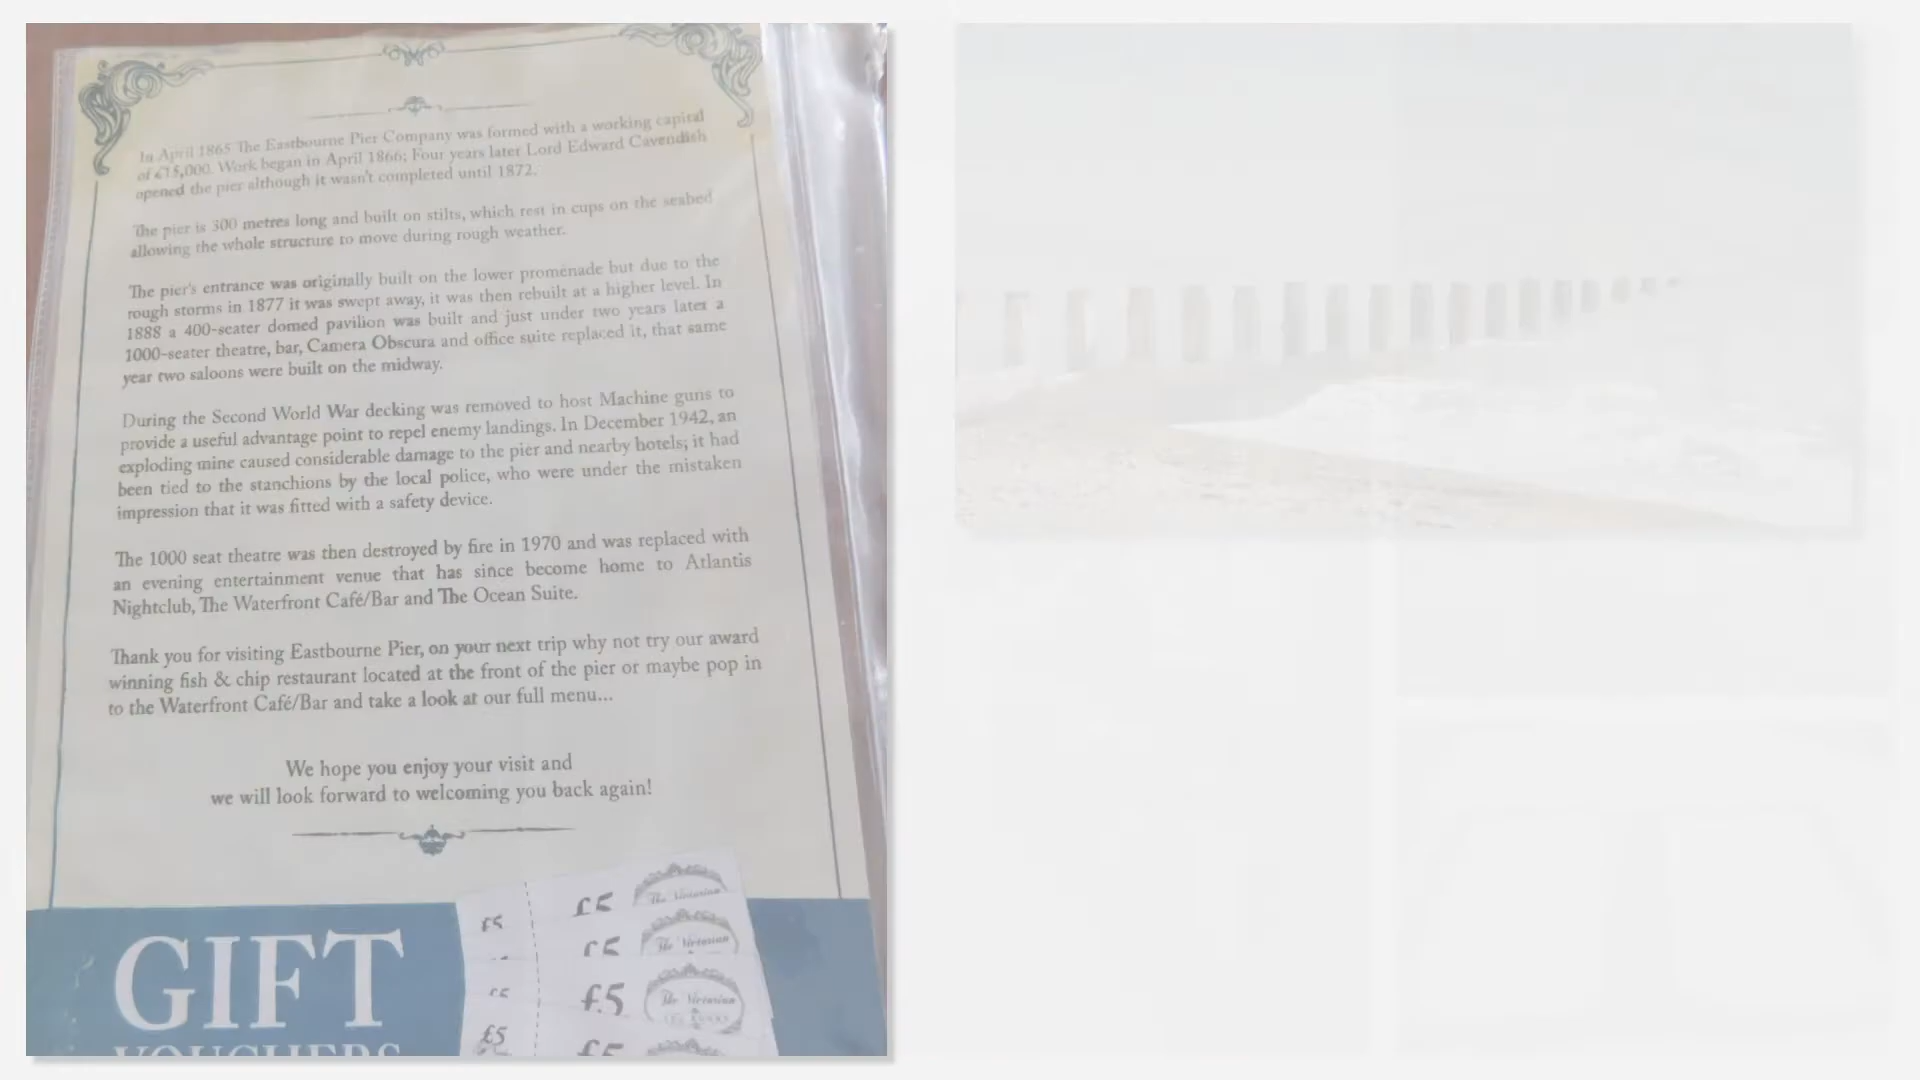 In April 1865 The Eastbourne Pier Company was formed with a working capital
of £15,000. Work began in April 1866; Four years later Lord Edward Cavendish
opened the pier although it wasn't completed until 1872.
The pier is 300 metres long and built on stilts, which rest in cups on the seabed
allowing the whole structure to move during rough weather.
The pier's entrance was originally built on the lower promenade but due to the
rough storms in 1877 it was swept away, it was then rebuilt at a higher level. In
1888 a 400-seater domed pavilion was built and just under two years later a
1000-seater theatre, bar, Camera Obscura and office suite replaced it, that same
year two saloons were built on the midway.
During the Second World War decking was removed to host Machine guns to
provide a useful advantage point to repel enemy landings. In December 1942, an
exploding mine caused considerable damage to the pier and nearby hotels; it had
been tied to the stanchions by the local police, who were under the mistaken
impression that it was fitted with a safety device.
The 1000 seat theatre was then destroyed by fire in 1970 and was replaced with
an evening entertainment venue that has since become home to Atlantis
Nightclub, The Waterfront Café/Bar and The Ocean Suite.
Thank you for visiting Eastbourne Pier, on your next trip why not try our award
winning fish & chip restaurant located at the front of the pier or maybe pop in
to the Waterfront Café/Bar and take a look at our full menu...
We hope you enjoy your visit and
we will look forward to welcoming you back again!
GIFT
VOUCHERS
£5 £5 The Victorian
£5 The Victorian
£5 £5 The Victorian
TEA ROOMS
£5 £5